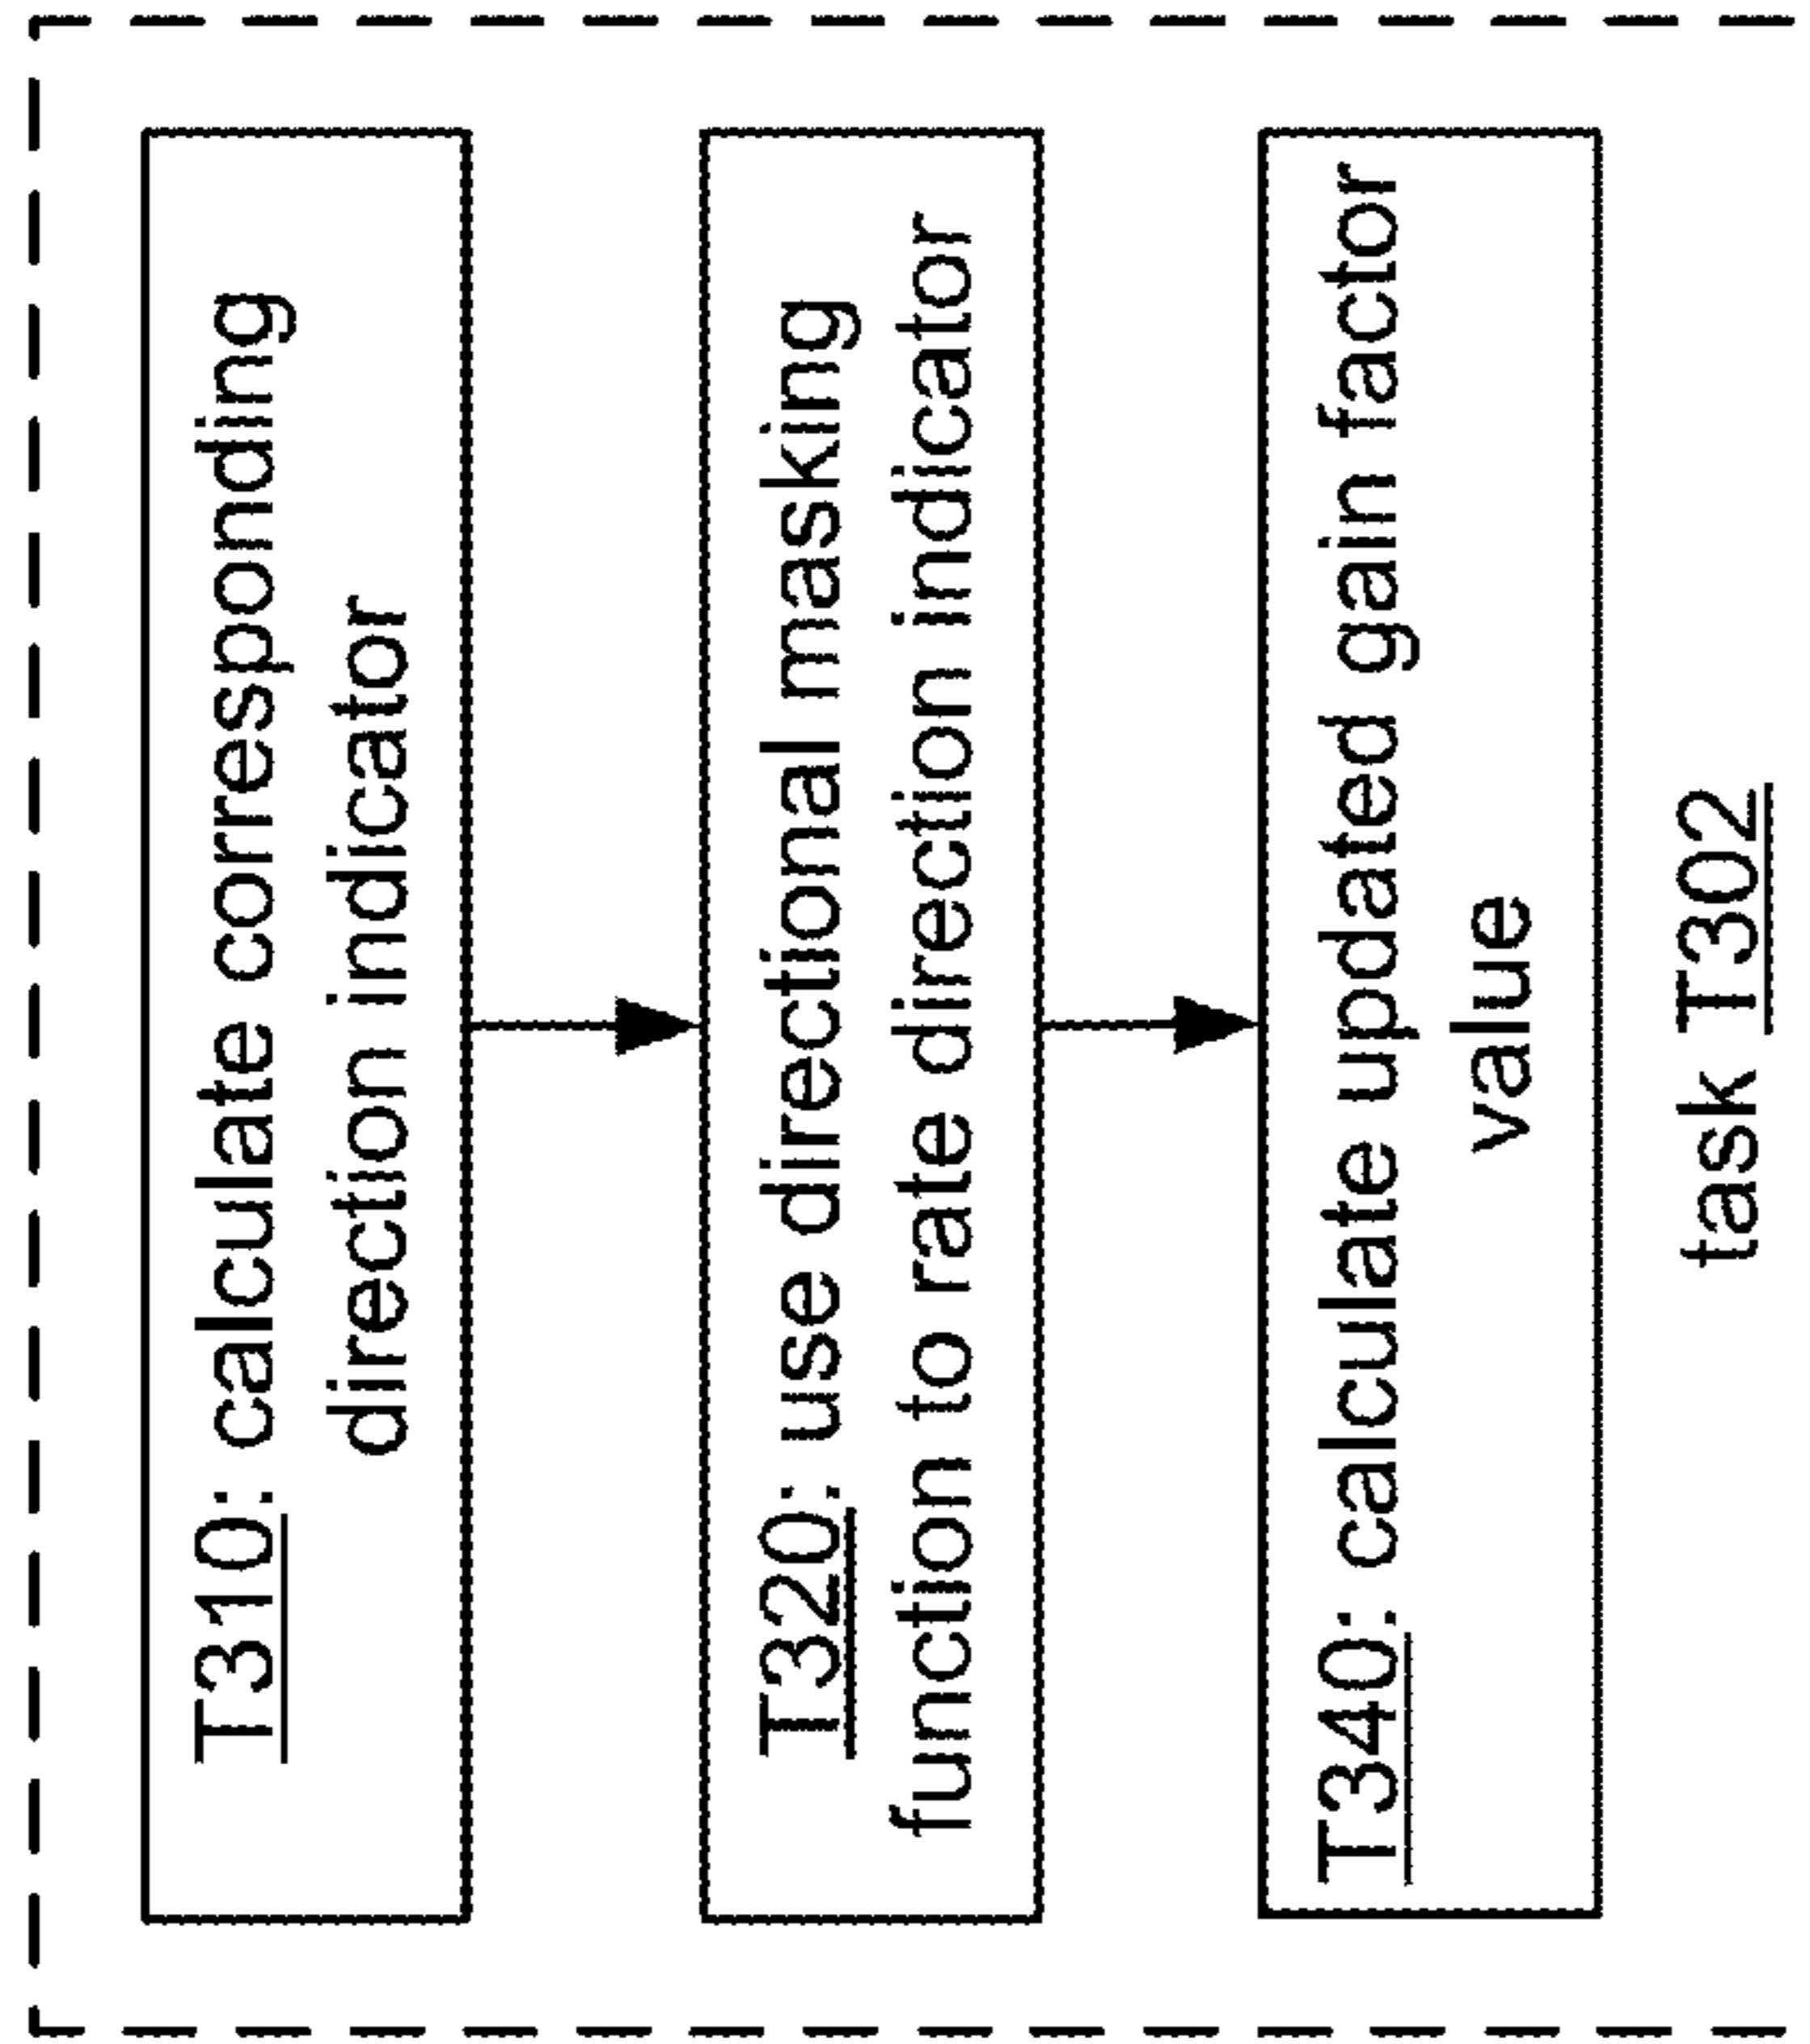 T310: calculate corresponding
direction indicator
T320: use directional masking
function to rate direction indicator
T340: calculate updated gain factor
value
task T302